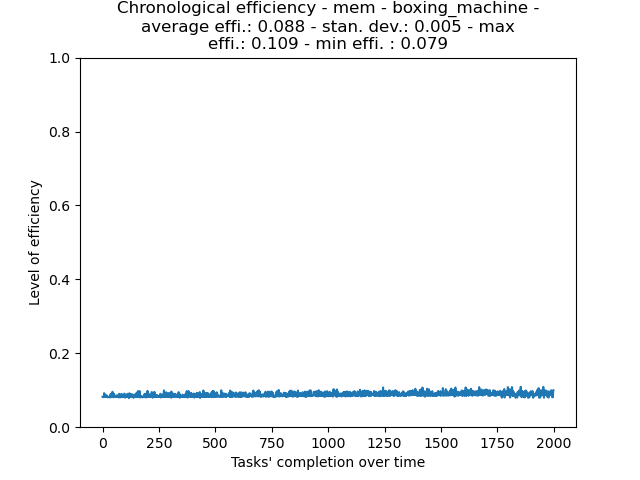 Chronological efficiency - mem - boxing_machine -
average effi.: 0.088 - stan. dev.: 0.005 - max
effi.: 0.109 - min effi. : 0.079
1.0
0.8
0.6
0.4
0.2
0.0
Level of efficiency
0 250 500 750 1000 1250 1500 1750 2000
Tasks' completion over time